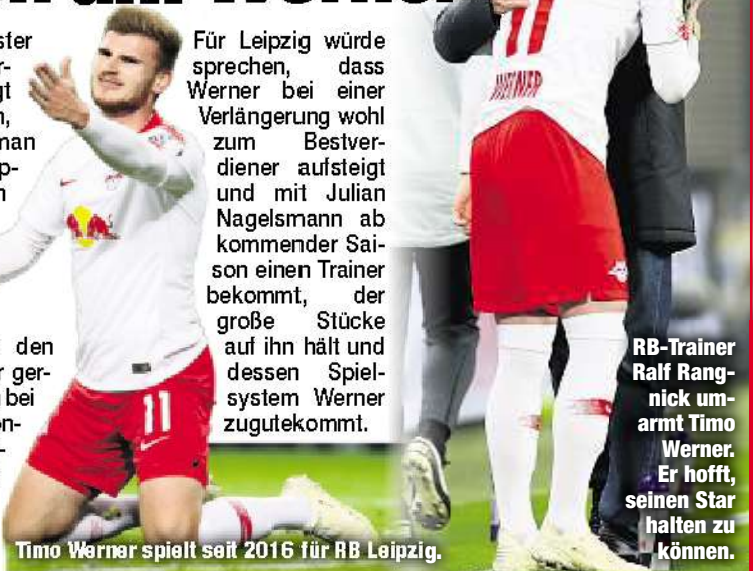 Für Leipzig würde
sprechen, dass
Werner bei einer
Verlängerung wohl
zum Bestver-
diener aufsteigt
und mit Julian
Nagelsmann ab
kommender Sai-
son einen Trainer
bekommt, der
große Stücke
auf ihn hält und
dessen Spiel-
system Werner
zugutekommt.
den
bei
11
Timo Werner spielt seit 2016 für RB Leipzig.
11
WERNER
RB-Trainer
Ralf Rang-
nick um-
armt Timo
Werner.
Er hofft,
seinen Star
halten zu
können.